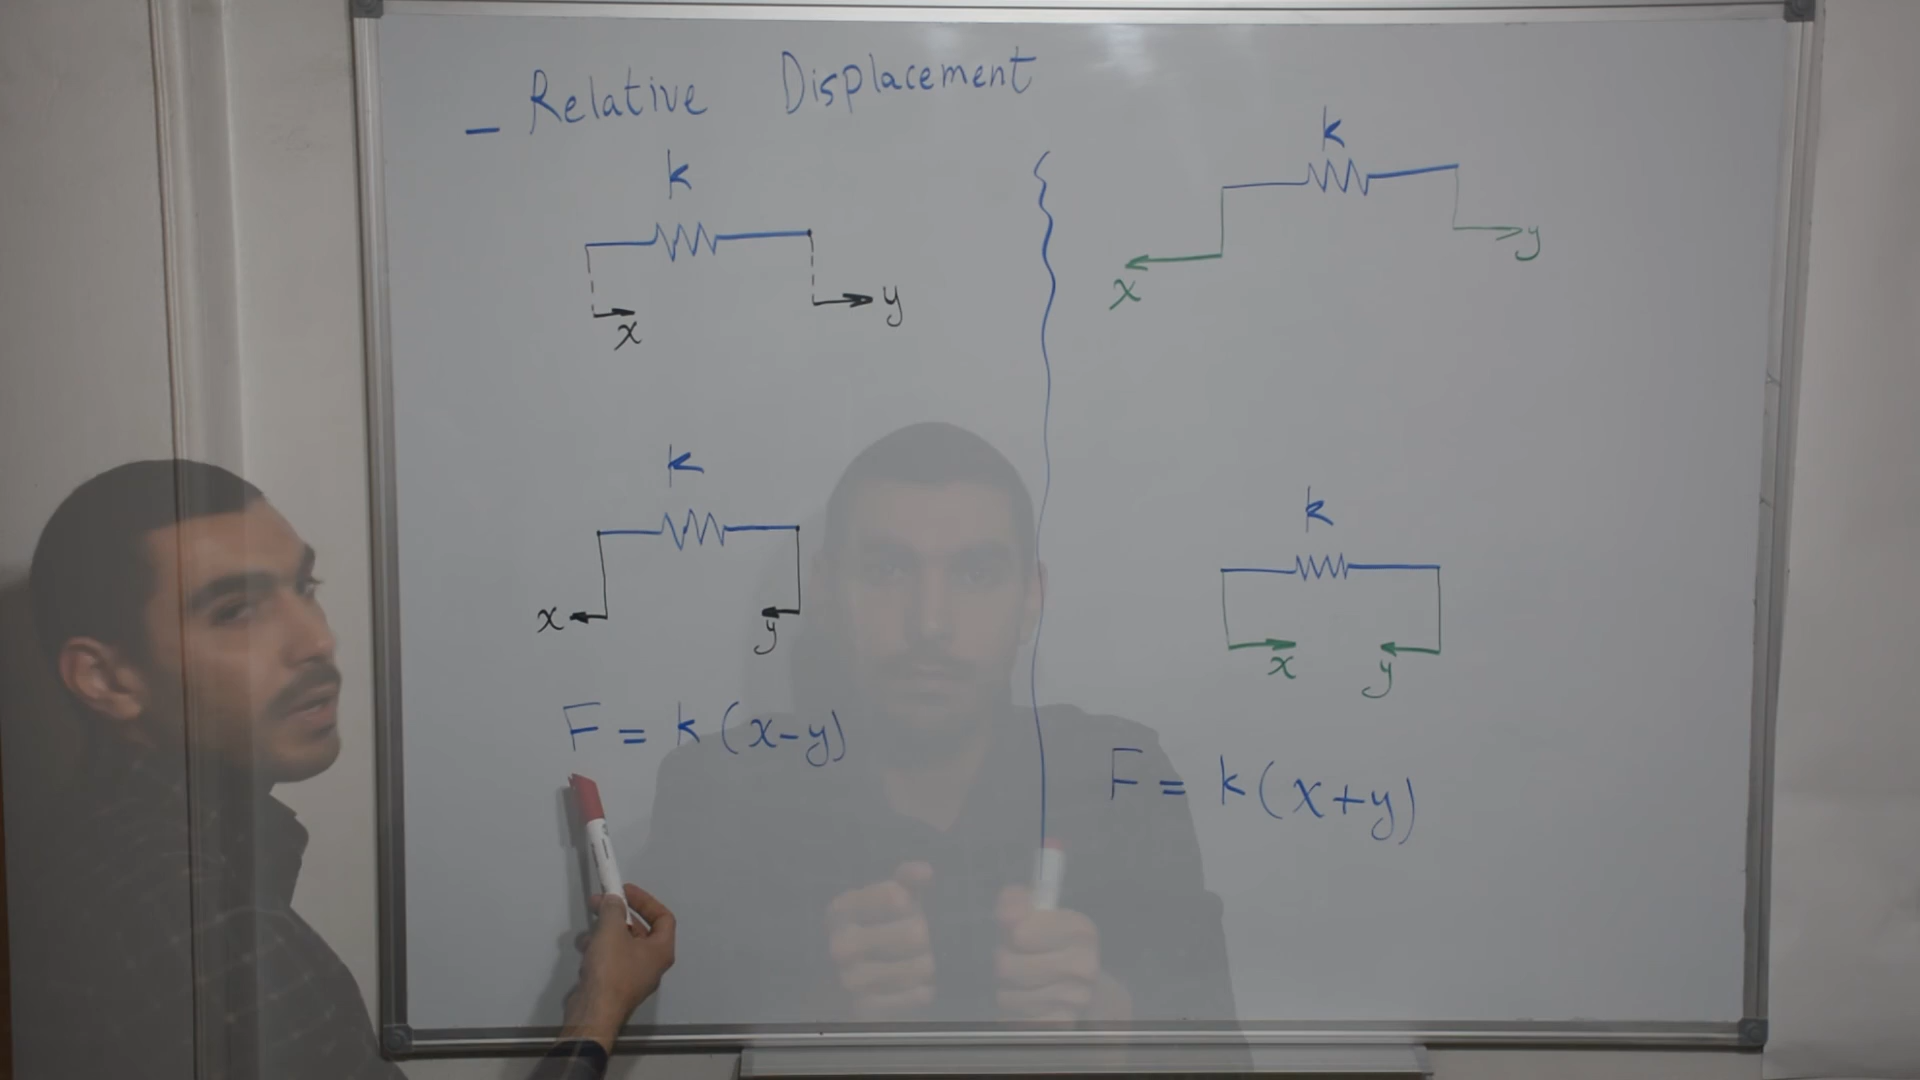 - Relative Displacement
k
x
y
k
x
y
F = k (x-y)
k
x
y
k
x
y
F = k (x+y)